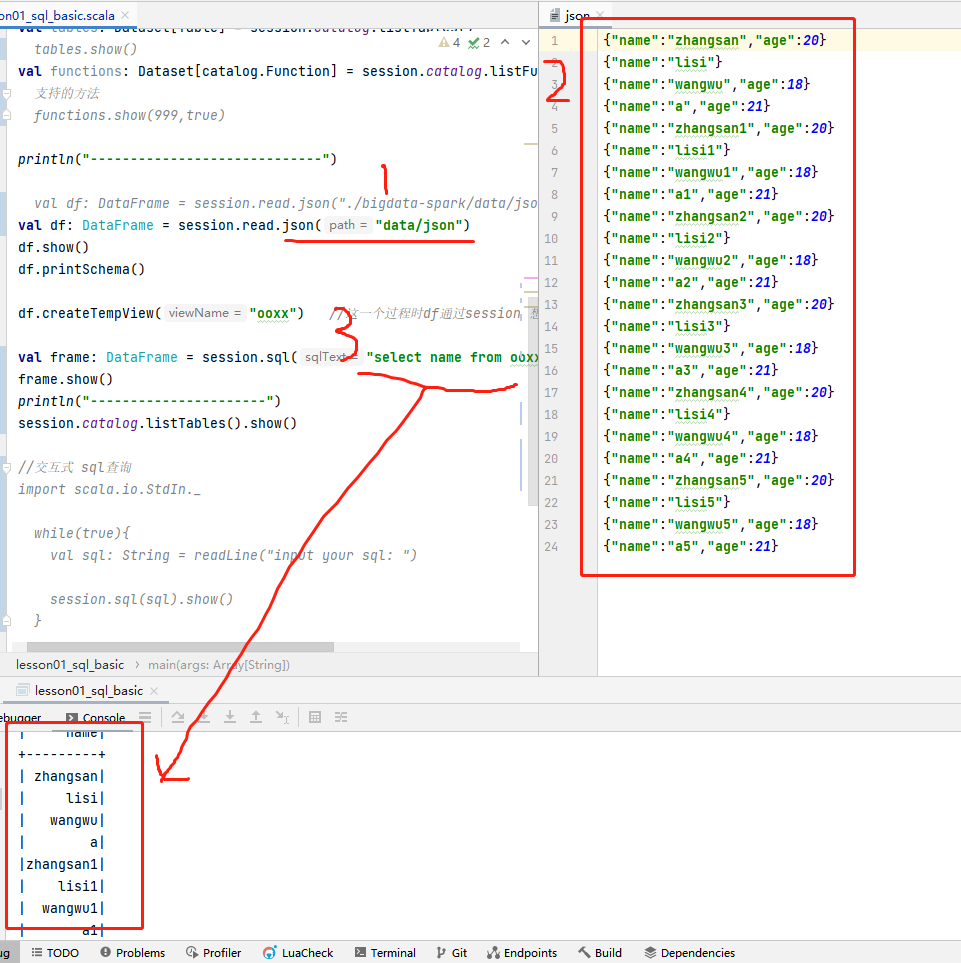 on01_sql_basic.scala
val tables: Dataset[Table] = session.catalog.listTables()
4 2
tables.show()
val functions: Dataset[catalog.Function] = session.catalog.listFu
支持的方法
functions.show(999,true)
println("-----------------------------")
1
val df: DataFrame = session.read.json("./bigdata-spark/data/jso
val df: DataFrame = session.read.json( path = "data/json")
df.show()
df.printSchema()
df.createTempView( viewName = "ooxx") //这一个过程时df通过session 想
3
val frame: DataFrame = session.sql( sqlText = "select name from ooxx
frame.show()
println("----------------------")
session.catalog.listTables().show()
//交互式 sql查询
import scala.io.StdIn._
while(true){
val sql: String = readLine("input your sql: ")
session.sql(sql).show()
}
lesson01_sql_basic > main(args: Array[String])
json
2
1 {"name":"zhangsan","age":20}
2 {"name":"lisi"}
3 {"name":"wangwu","age":18}
4 {"name":"a","age":21}
5 {"name":"zhangsan1","age":20}
6 {"name":"lisi1"}
7 {"name":"wangwu1","age":18}
8 {"name":"a1","age":21}
9 {"name":"zhangsan2","age":20}
10 {"name":"lisi2"}
11 {"name":"wangwu2","age":18}
12 {"name":"a2","age":21}
13 {"name":"zhangsan3","age":20}
14 {"name":"lisi3"}
15 {"name":"wangwu3","age":18}
16 {"name":"a3","age":21}
17 {"name":"zhangsan4","age":20}
18 {"name":"lisi4"}
19 {"name":"wangwu4","age":18}
20 {"name":"a4","age":21}
21 {"name":"zhangsan5","age":20}
22 {"name":"lisi5"}
23 {"name":"wangwu5","age":18}
24 {"name":"a5","age":21}
lesson01_sql_basic
ebugger Console
| name|
+---------+
| zhangsan|
| lisi|
| wangwu|
| a|
|zhangsan1|
| lisi1|
| wangwu1|
| a1|
ug TODO Problems Profiler LuaCheck Terminal Git Endpoints Build Dependencies